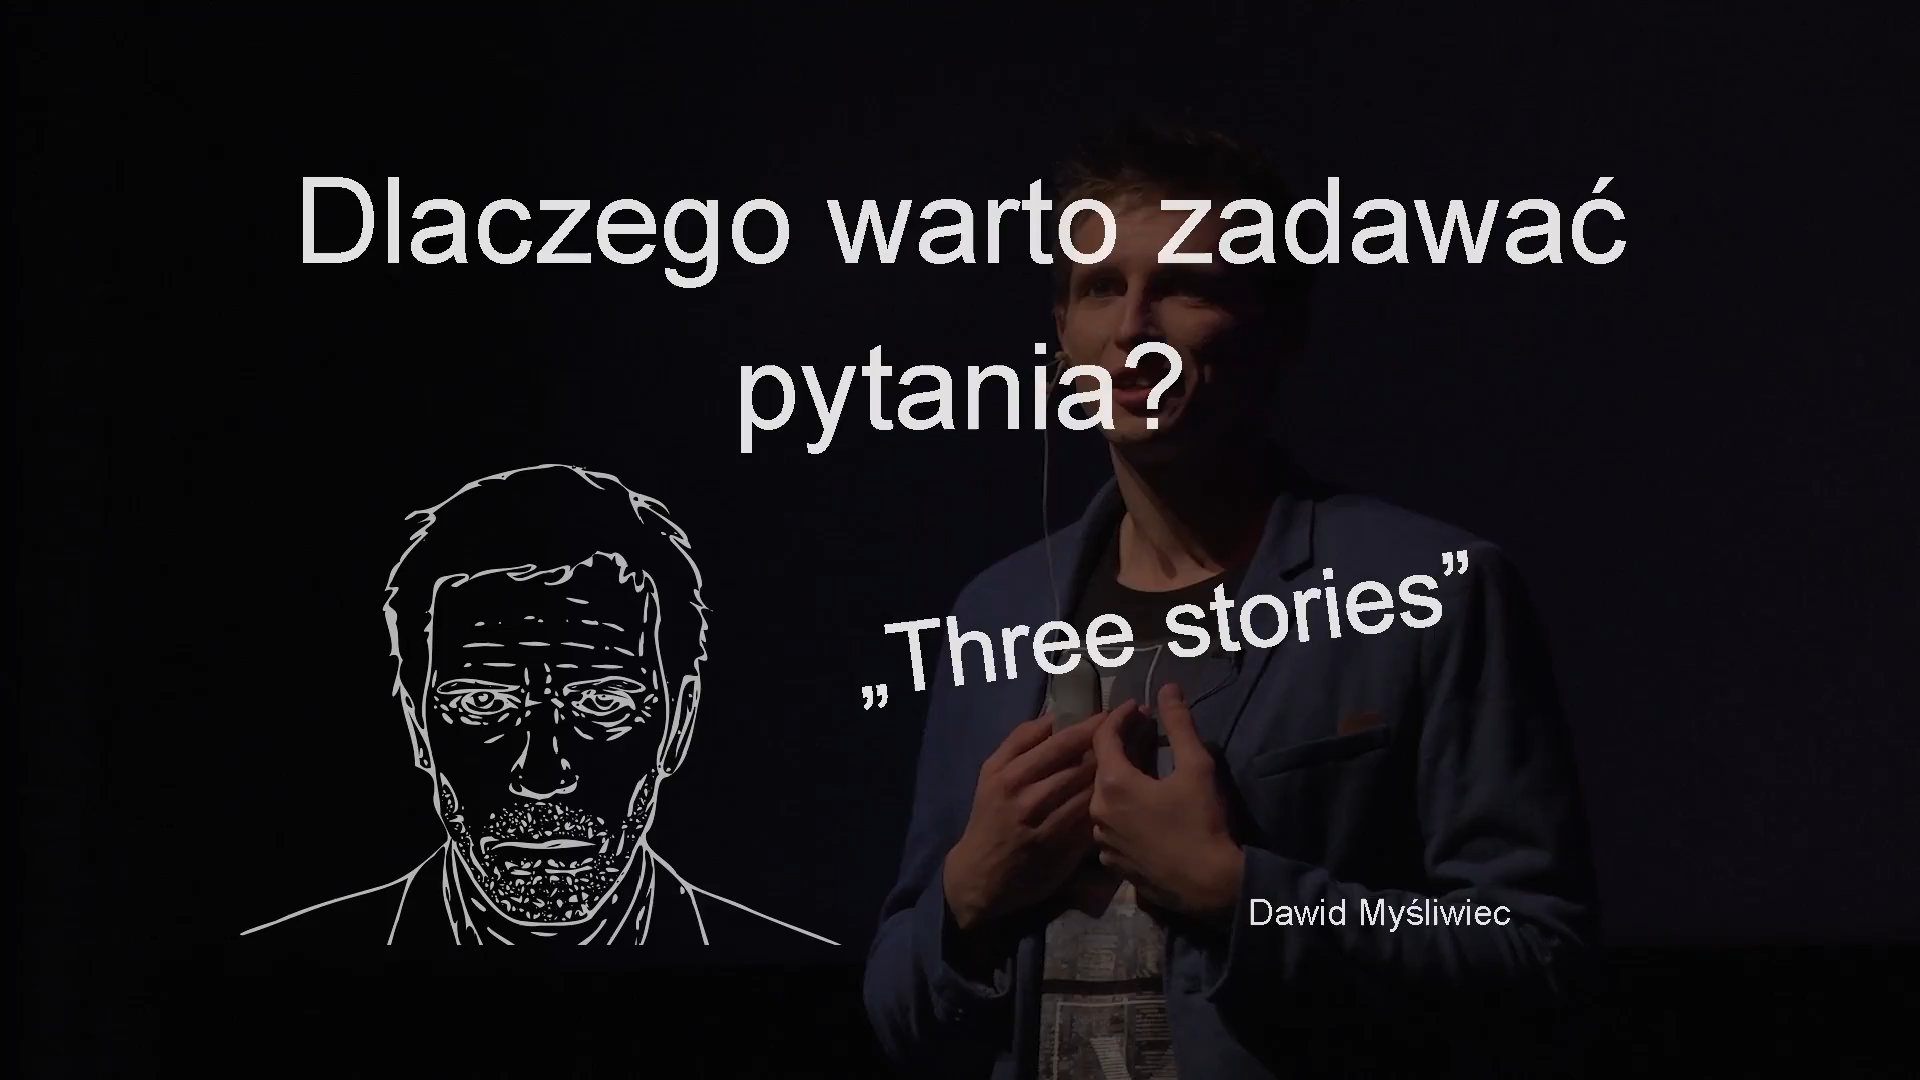 Dlaczego warto zadawać
pytania?
„Three stories”
Dawid Myśliwiec